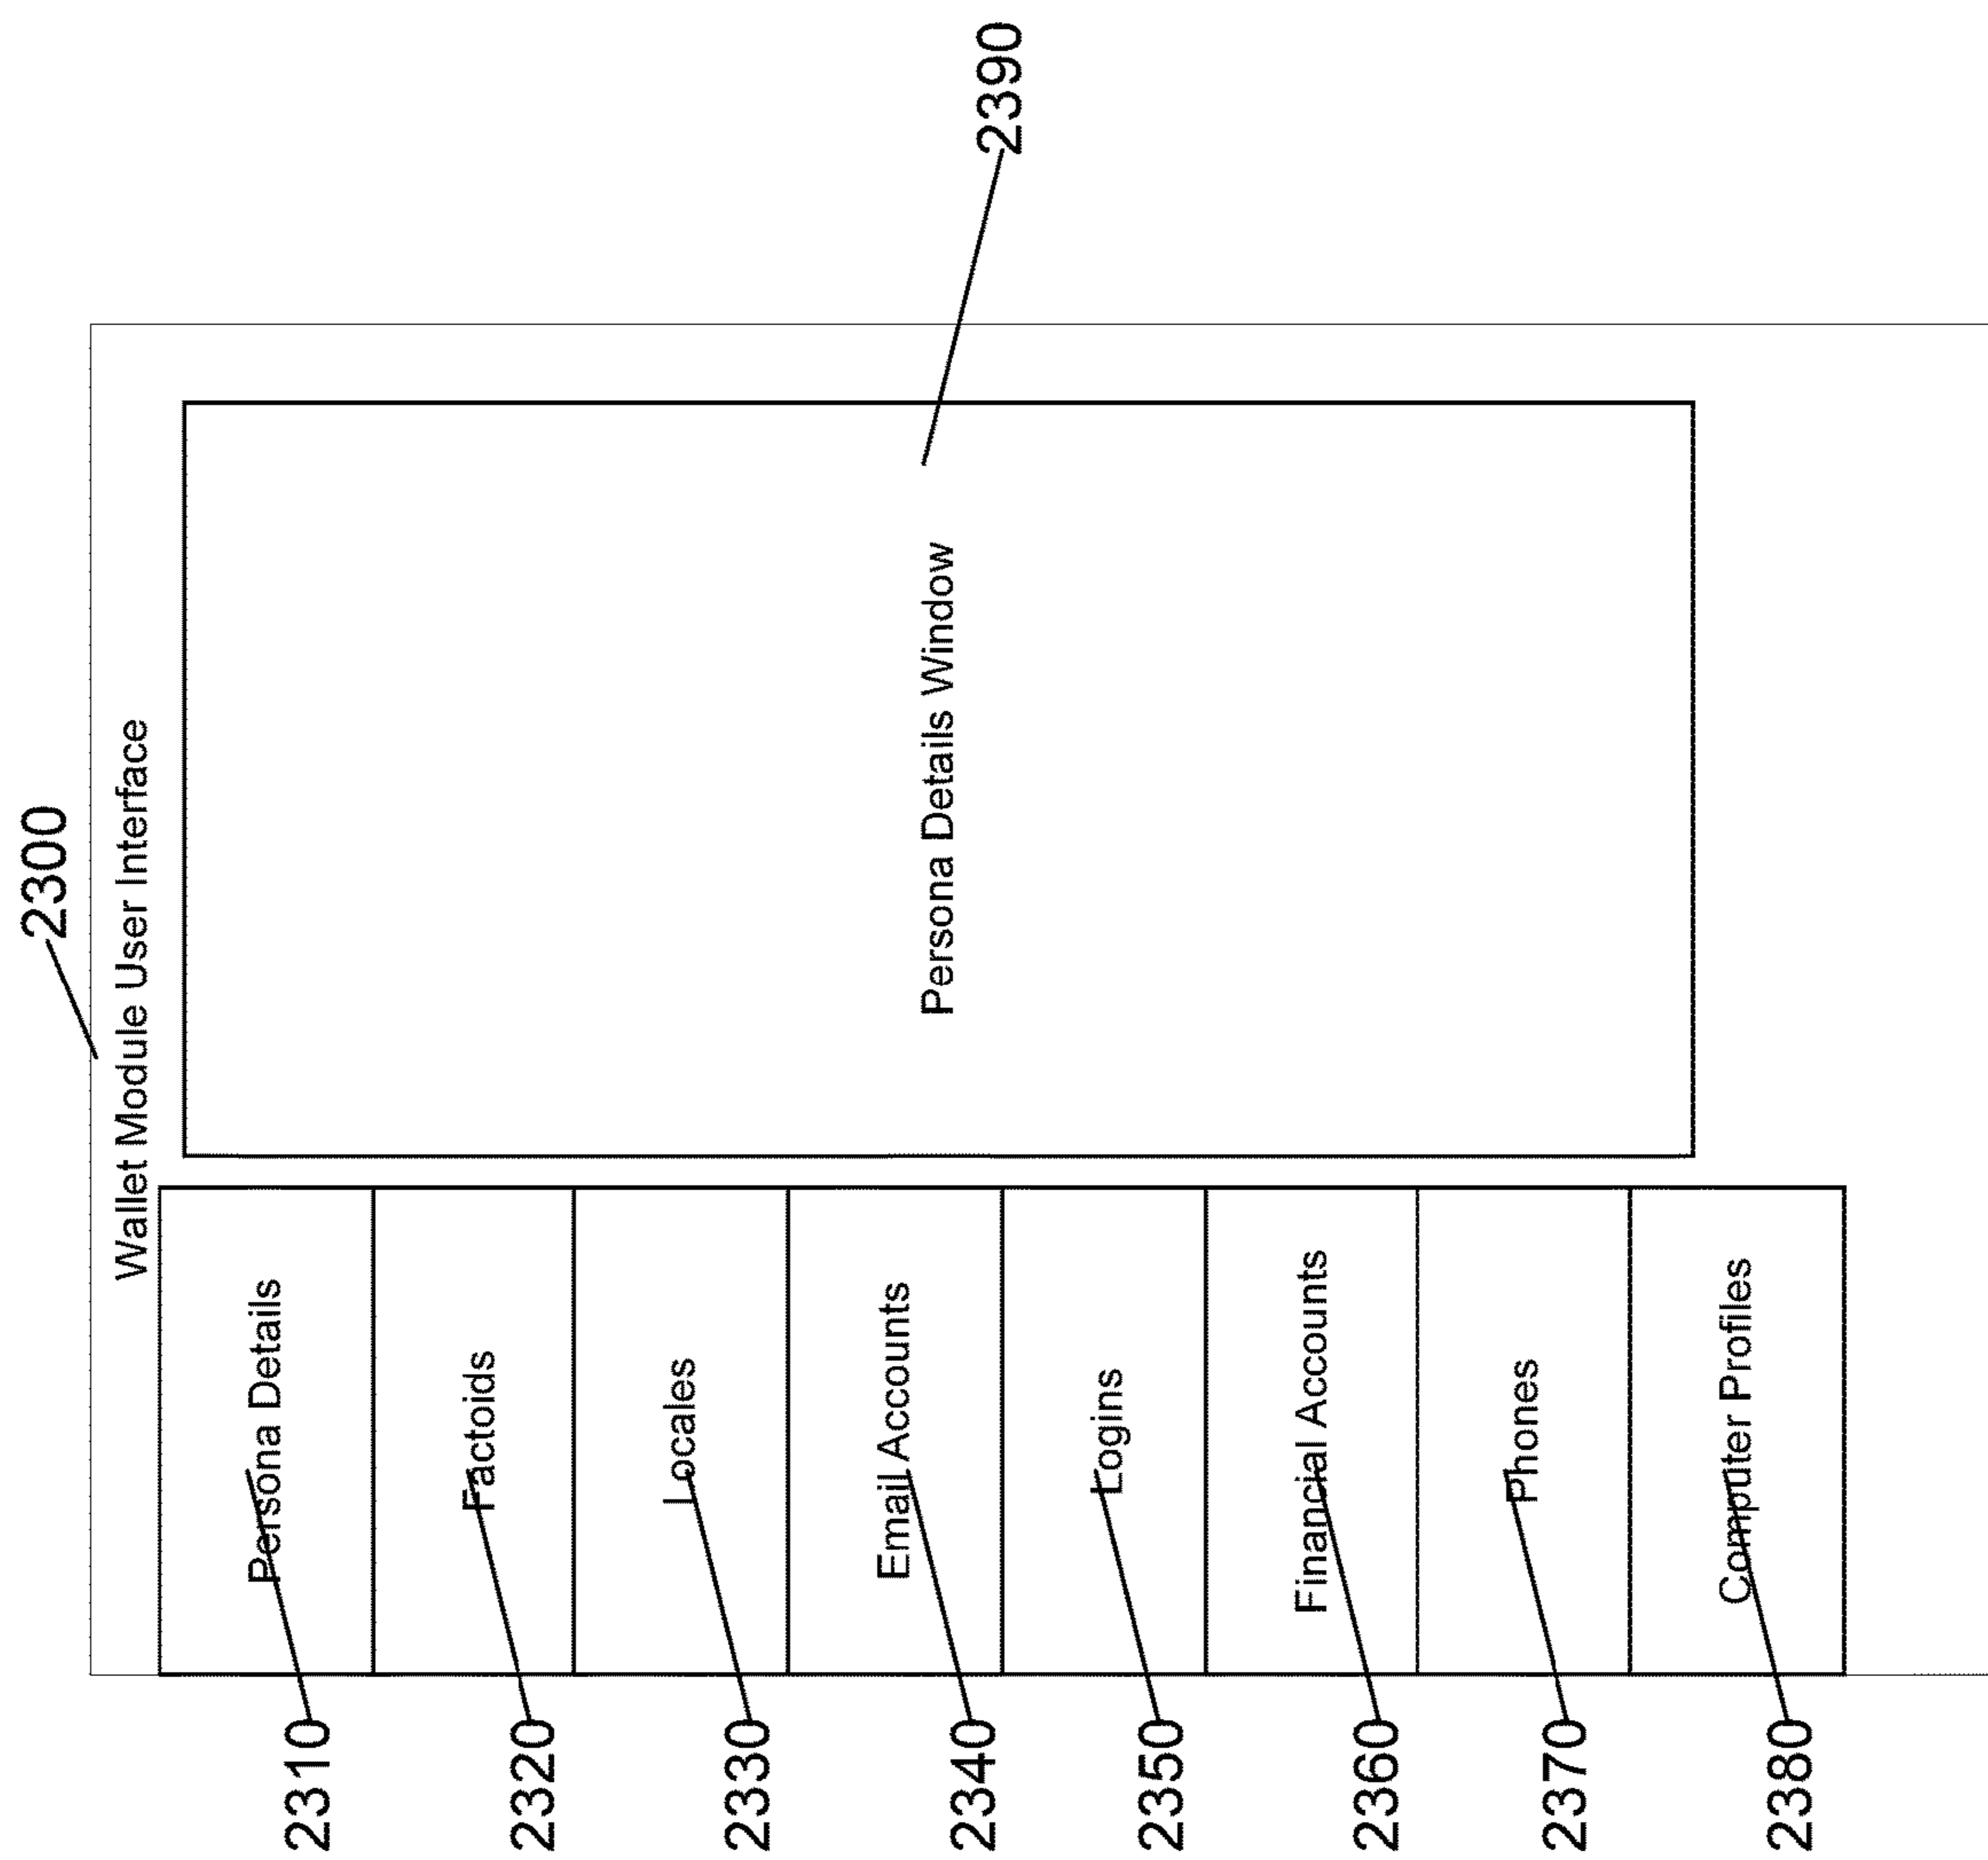 2300
Wallet Module User Interface
2310
Persona Details
2320
Factoids
2330
Locales
2340
Email Accounts
2350
Logins
2360
Financial Accounts
2370
Phones
2380
Computer Profiles
Persona Details Window
2390